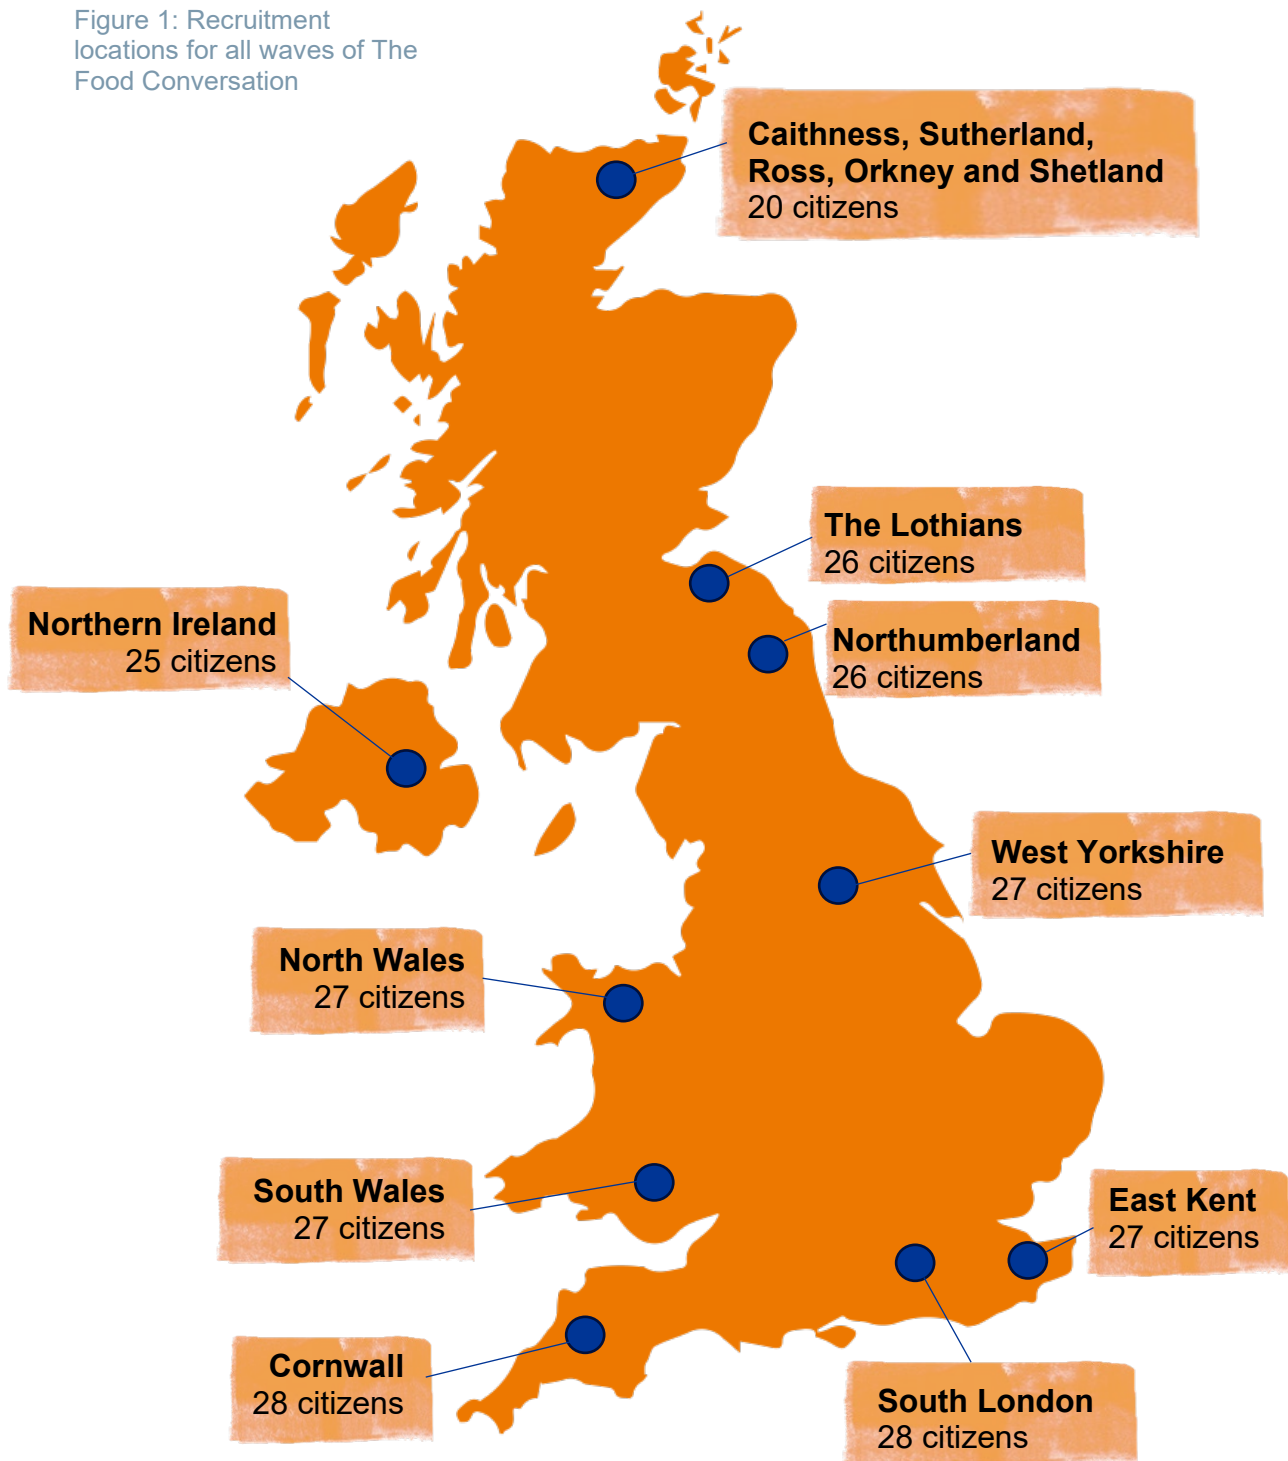 Figure 1: Recruitment
locations for all waves of The
Food Conversation
Caithness, Sutherland,
Ross, Orkney and Shetland
20 citizens
The Lothians
26 citizens
Northern Ireland
25 citizens
Northumberland
26 citizens
West Yorkshire
27 citizens
North Wales
27 citizens
South Wales
27 citizens
East Kent
27 citizens
Cornwall
28 citizens
South London
28 citizens